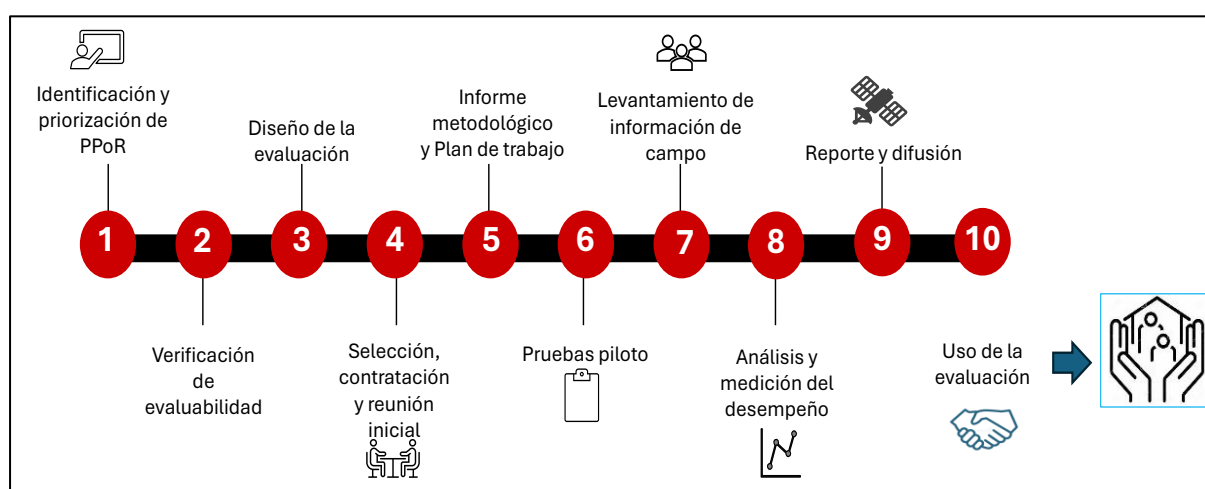 Identificación y
priorización de
PPoR
Diseño de la
evaluación
Informe
metodológico
y Plan de trabajo
Levantamiento de
información de
campo
Reporte y difusión
1
2
3
4
5
6
7
8
9
10
Verificación
de
evaluabilidad
Selección,
contratación
y reunión
inicial
Pruebas piloto
Análisis y
medición del
desempeño
Uso de la
evaluación